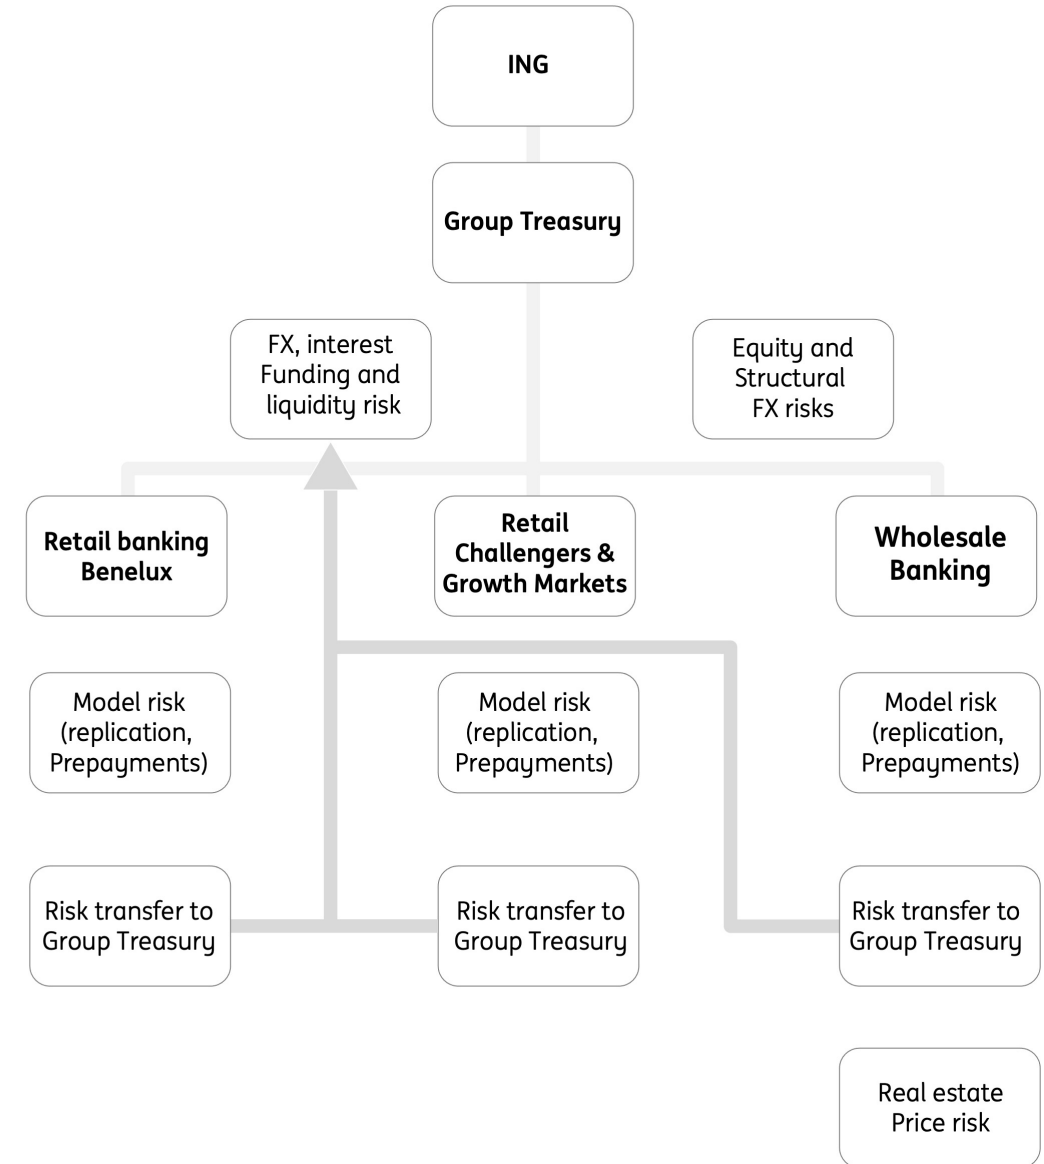 ING
Group Treasury
FX, interest
Funding and
liquidity risk
Equity and
Structural
FX risks
Retail banking
Benelux
Retail
Challengers &
Growth Markets
Wholesale
Banking
Model risk
(replication,
Prepayments)
Model risk
(replication,
Prepayments)
Model risk
(replication,
Prepayments)
Risk transfer to
Group Treasury
Risk transfer to
Group Treasury
Risk transfer to
Group Treasury
Real estate
Price risk